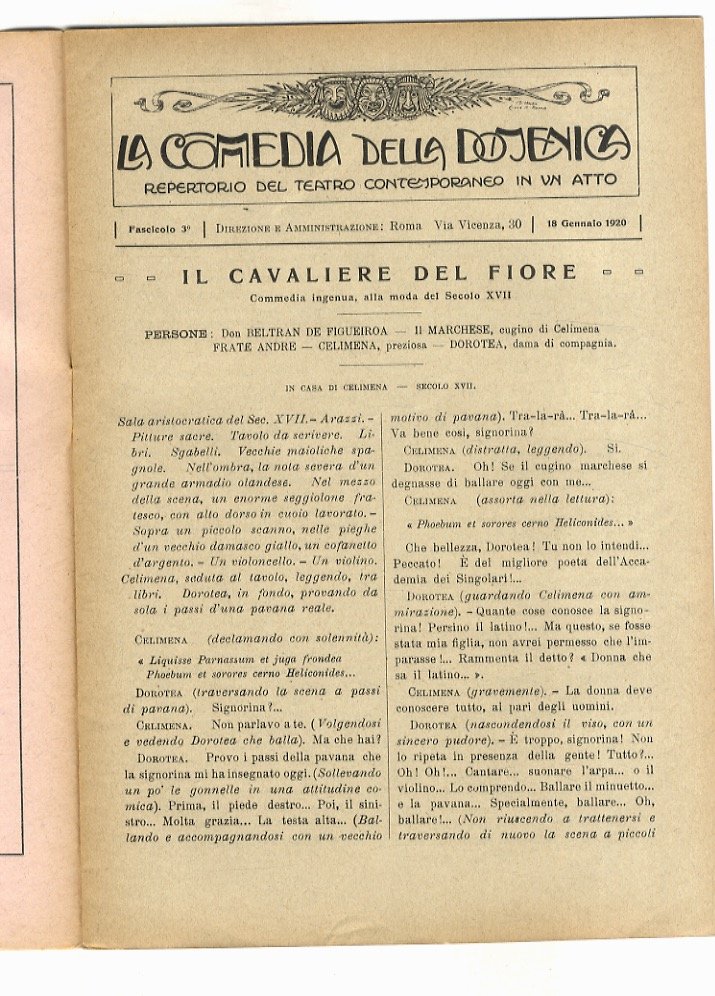 LA COMEDIA DELLA DOMENICA
REPERTORIO DEL TEATRO CONTEMPORANEO IN UN ATTO
Fascicolo 3° | DIREZIONE E AMMINISTRAZIONE: Roma Via Vicenza, 30 | 18 Gennaio 1920
IL CAVALIERE DEL FIORE
Commedia ingenua, alla moda del Secolo XVII
PERSONE: Don BELTRAN DE FIGUEIROA — Il MARCHESE, cugino di Celimena
FRATE ANDRE — CELIMENA, preziosa — DOROTEA, dama di compagnia.
IN CASA DI CELIMENA — SECOLO XVII.
Sala aristocratica del Sec. XVII. – Arazzi. –
Pitture sacre. Tavolo da scrivere. Li-
bri. Sgabelli. Vecchie maioliche spa-
gnole. Nell'ombra, la nota severa d'un
grande armadio olandese. Nel mezzo
della scena, un enorme seggiolone fra-
tesco, con alto dorso in cuoio lavorato. –
Sopra un piccolo scanno, nelle pieghe
d'un vecchio damasco giallo, un cofanetto
d'argento. – Un violoncello. – Un violino.
Celimena, seduta al tavolo, leggendo, tra
libri. Dorotea, in fondo, provando da
sola i passi d'una pavana reale.
CELIMENA (declamando con solennità):
« Liquisse Parnassum et juga frondea
Phoebum et sorores cerno Heliconides...
DOROTEA (traversando la scena a passi
di pavana). Signorina?...
CELIMENA. Non parlavo a te. (Volgendosi
e vedendo Dorotea che balla). Ma che hai?
DOROTEA. Provo i passi della pavana che
la signorina mi ha insegnato oggi. (Sollevando
un po' le gonnelle in una attitudine co-
mica). Prima, il piede destro... Poi, il sini-
stro... Molta grazia... La testa alta... (Bal-
lando e accompagnandosi con un vecchio
motivo di pavana). Tra-la-rà... Tra-la-rá...
Va bene così, signorina?
CELIMENA (distratta, leggendo). Sì.
DOROTEA. Oh! Se il cugino marchese si
degnasse di ballare oggi con me...
CELIMENA (assorta nella lettura):
« Phoebum et sorores cerno Heliconides... »
Che bellezza, Dorotea! Tu non lo intendi...
Peccato! È del migliore poeta dell'Acca-
demia dei Singolari!...
DOROTEA (guardando Celimena con am-
mirazione). – Quante cose conosce la signo-
rina! Persino il latino!... Ma questo, se fosse
stata mia figlia, non avrei permesso che l'im-
parasse!... Rammenta il detto? « Donna che
sa il latino... ».
CELIMENA (gravemente). – La donna deve
conoscere tutto, al pari degli uomini.
DOROTEA (nascondendosi il viso, con un
sincero pudore). – È troppo, signorina! Non
lo ripeta in presenza della gente! Tutto?...
Oh! Oh!... Cantare... suonare l'arpa... o il
violino... Lo comprendo... Ballare il minuetto...
e la pavana... Specialmente, ballare... Oh,
ballare!... (Non riuscendo a trattenersi e
traversando di nuovo la scena a piccoli